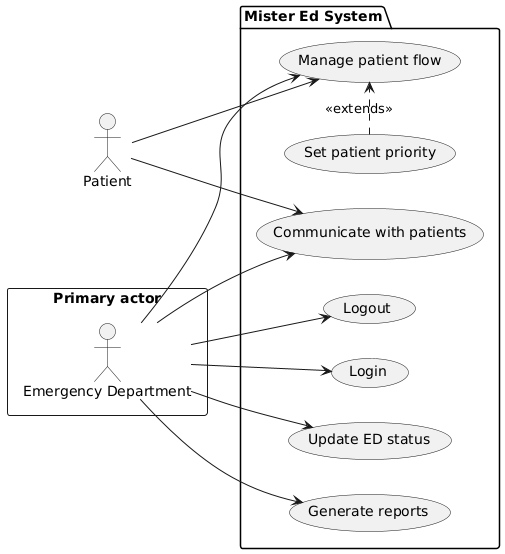 Mister Ed System
Manage patient flow
«extends»
Set patient priority
Patient
Communicate with patients
Primary actor
Emergency Department
Logout
Login
Update ED status
Generate reports